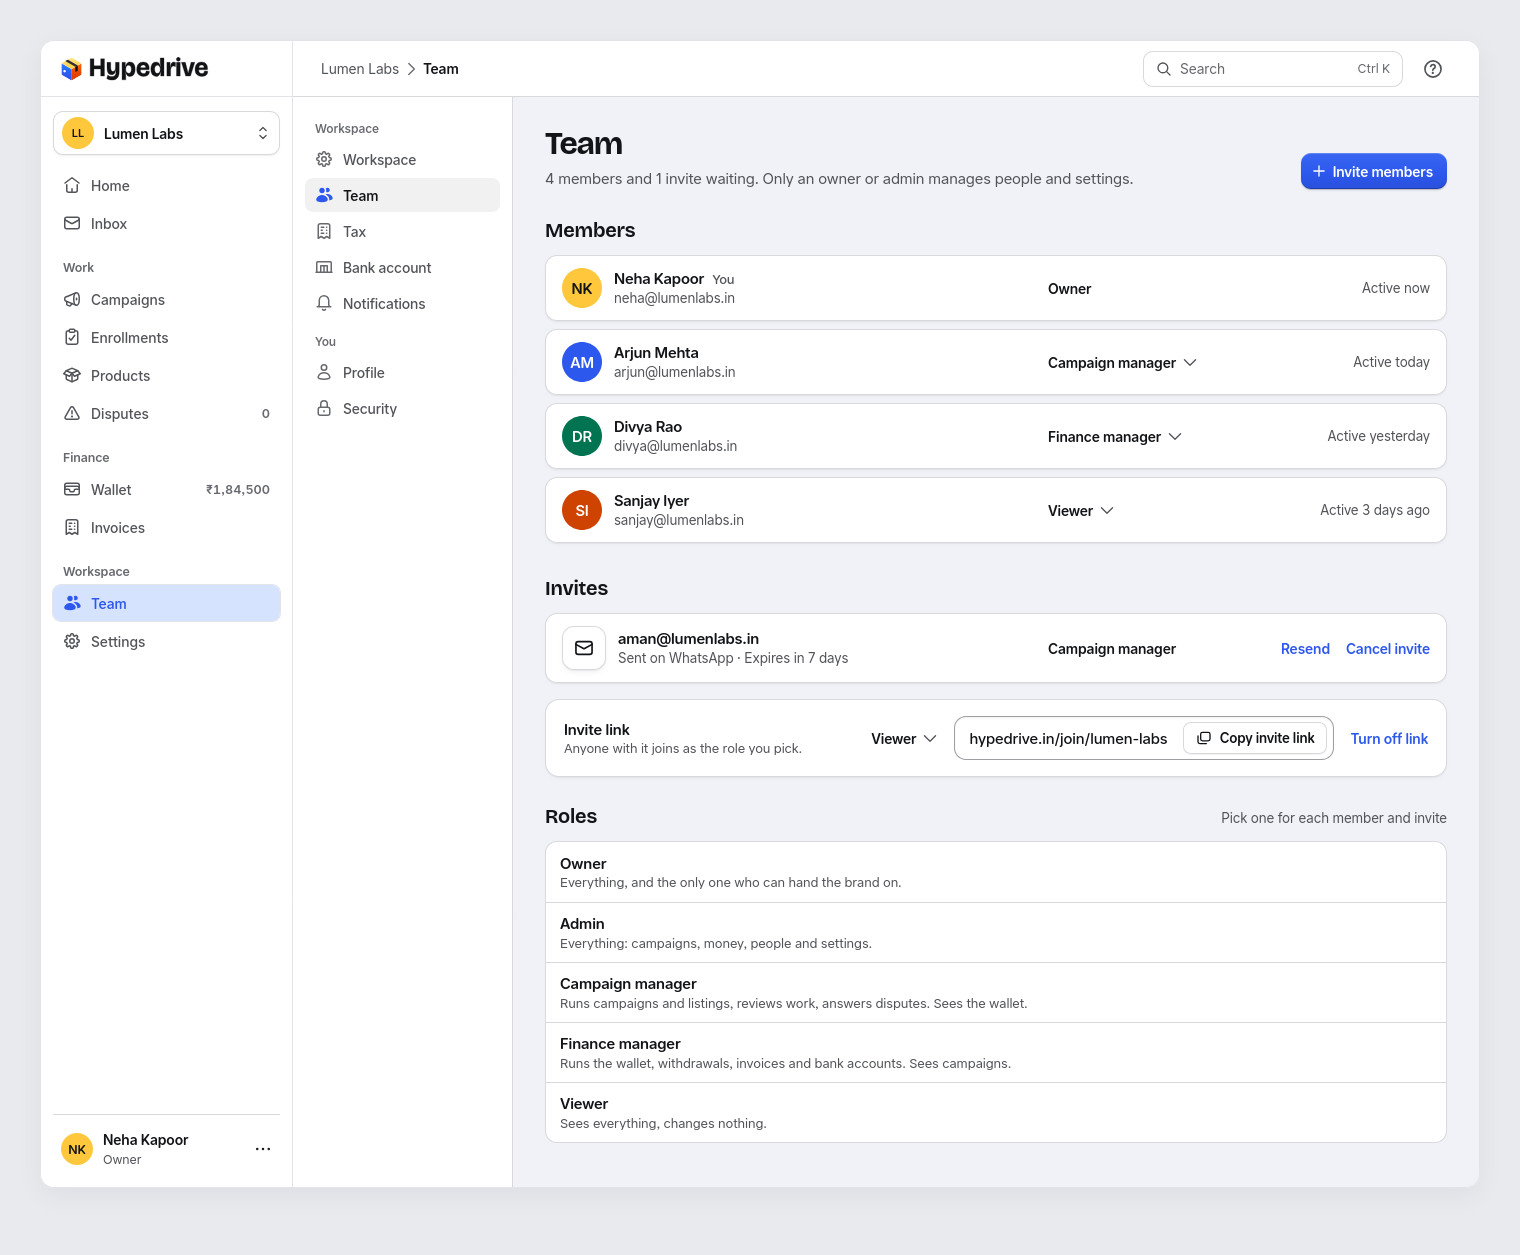 Hypedrive
Lumen Labs > Team
Search
Ctrl K
LL
Lumen Labs
Home
Inbox
Work
Campaigns
Enrollments
Products
Disputes
0
Finance
Wallet
₹1,84,500
Invoices
Workspace
Team
Settings
NK
Neha Kapoor
Owner
Workspace
Workspace
Team
Tax
Bank account
Notifications
You
Profile
Security
Team
4 members and 1 invite waiting. Only an owner or admin manages people and settings.
+ Invite members
Members
NK
Neha Kapoor You
neha@lumenlabs.in
Owner
Active now
AM
Arjun Mehta
arjun@lumenlabs.in
Campaign manager
Active today
DR
Divya Rao
divya@lumenlabs.in
Finance manager
Active yesterday
SI
Sanjay Iyer
sanjay@lumenlabs.in
Viewer
Active 3 days ago
Invites
aman@lumenlabs.in
Sent on WhatsApp · Expires in 7 days
Campaign manager
Resend
Cancel invite
Invite link
Anyone with it joins as the role you pick.
Viewer
hypedrive.in/join/lumen-labs
Copy invite link
Turn off link
Roles
Pick one for each member and invite
Owner
Everything, and the only one who can hand the brand on.
Admin
Everything: campaigns, money, people and settings.
Campaign manager
Runs campaigns and listings, reviews work, answers disputes. Sees the wallet.
Finance manager
Runs the wallet, withdrawals, invoices and bank accounts. Sees campaigns.
Viewer
Sees everything, changes nothing.